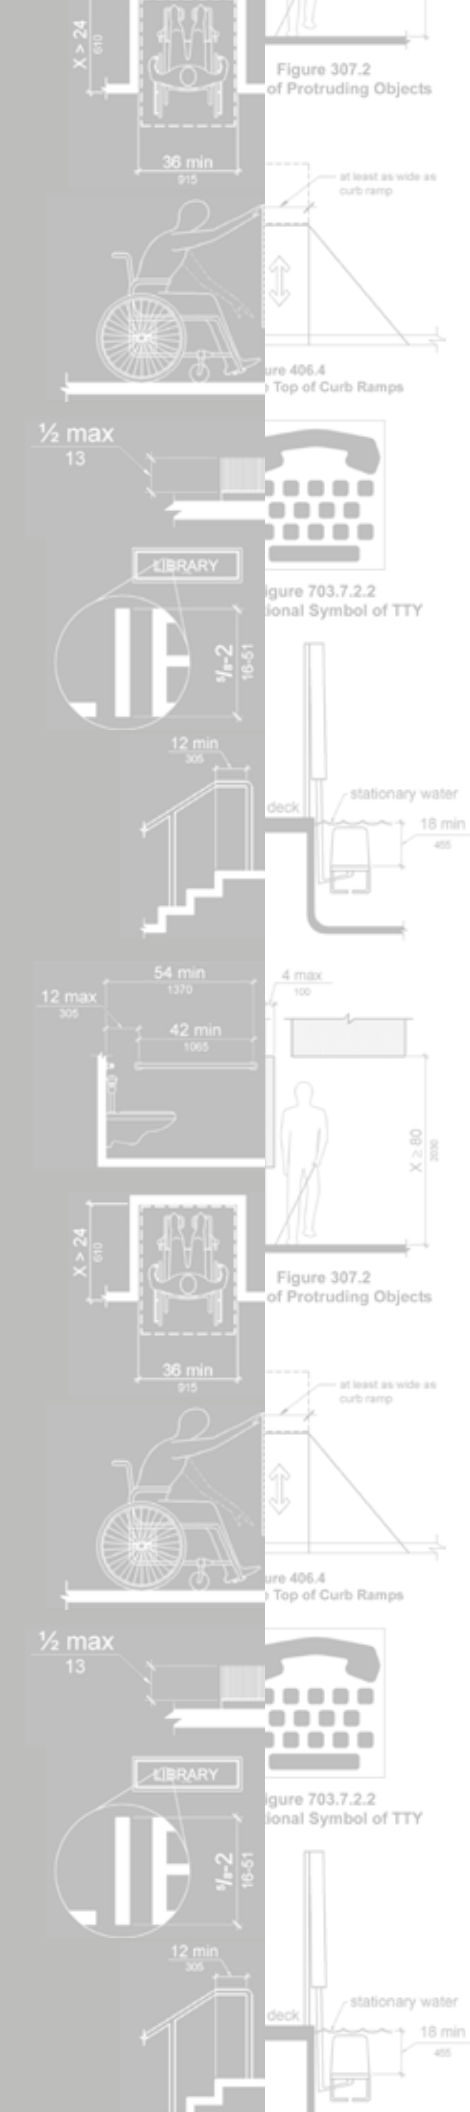 X > 24
610
Figure 307.2
of Protruding Objects
36 min
915
at least as wide as
curb ramp
ure 406.4
Top of Curb Ramps
½ max
13
LIBRARY
igure 703.7.2.2
ional Symbol of TTY
⁵/₈-2
16-51
12 min
305
deck
stationary water
18 min
455
54 min
1370
4 max
100
12 max
305
42 min
1065
X ≥ 80
2030
X > 24
610
Figure 307.2
of Protruding Objects
36 min
915
at least as wide as
curb ramp
ure 406.4
Top of Curb Ramps
½ max
13
LIBRARY
igure 703.7.2.2
ional Symbol of TTY
⁵/₈-2
16-51
12 min
305
deck
stationary water
18 min
455